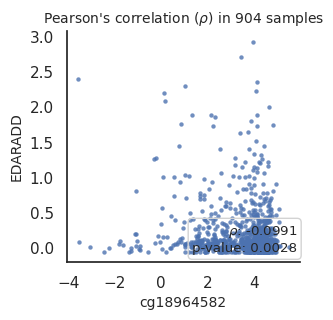 Pearson's correlation (ρ) in 904 samples
3.0
2.5
2.0
1.5
1.0
0.5
0.0
EDARADD
ρ: -0.0991
p-value: 0.0028
−4
−2
0
2
4
cg18964582